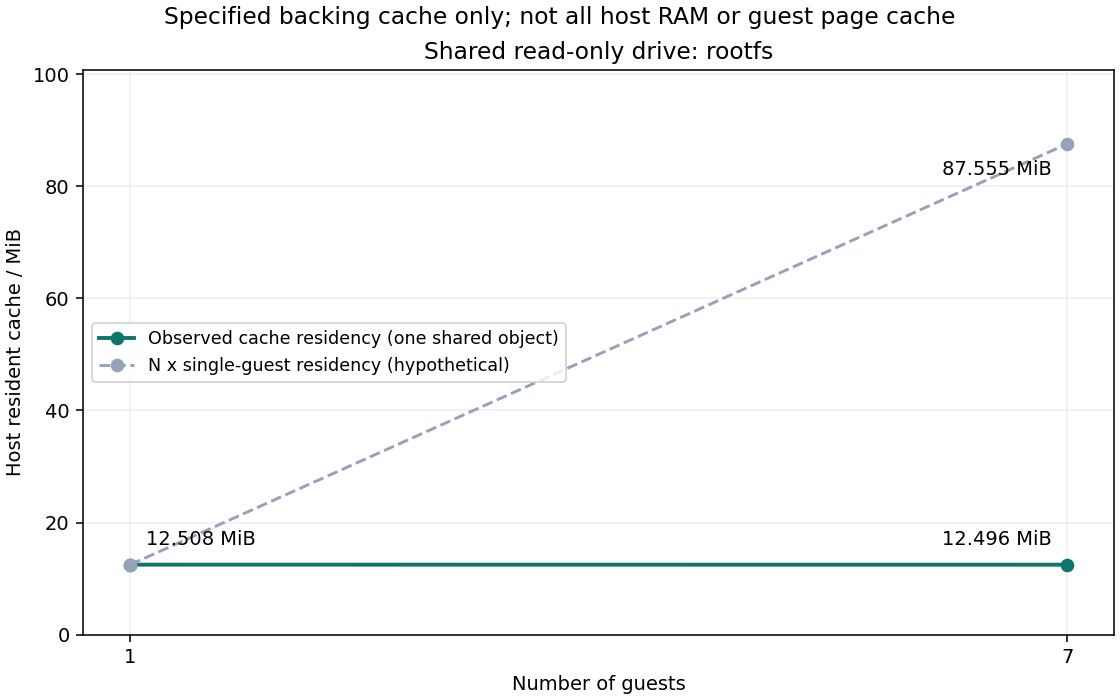 Specified backing cache only; not all host RAM or guest page cache
Shared read-only drive: rootfs
100
80
60
40
20
0
Host resident cache / MiB
87.555 MiB
Observed cache residency (one shared object)
N x single-guest residency (hypothetical)
12.508 MiB
12.496 MiB
1
7
Number of guests